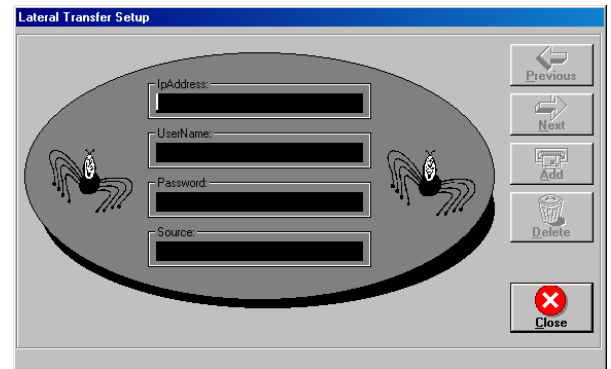 Lateral Transfer Setup
IpAddress:
UserName:
Password:
Source:
Previous
Next
Add
Delete
Close